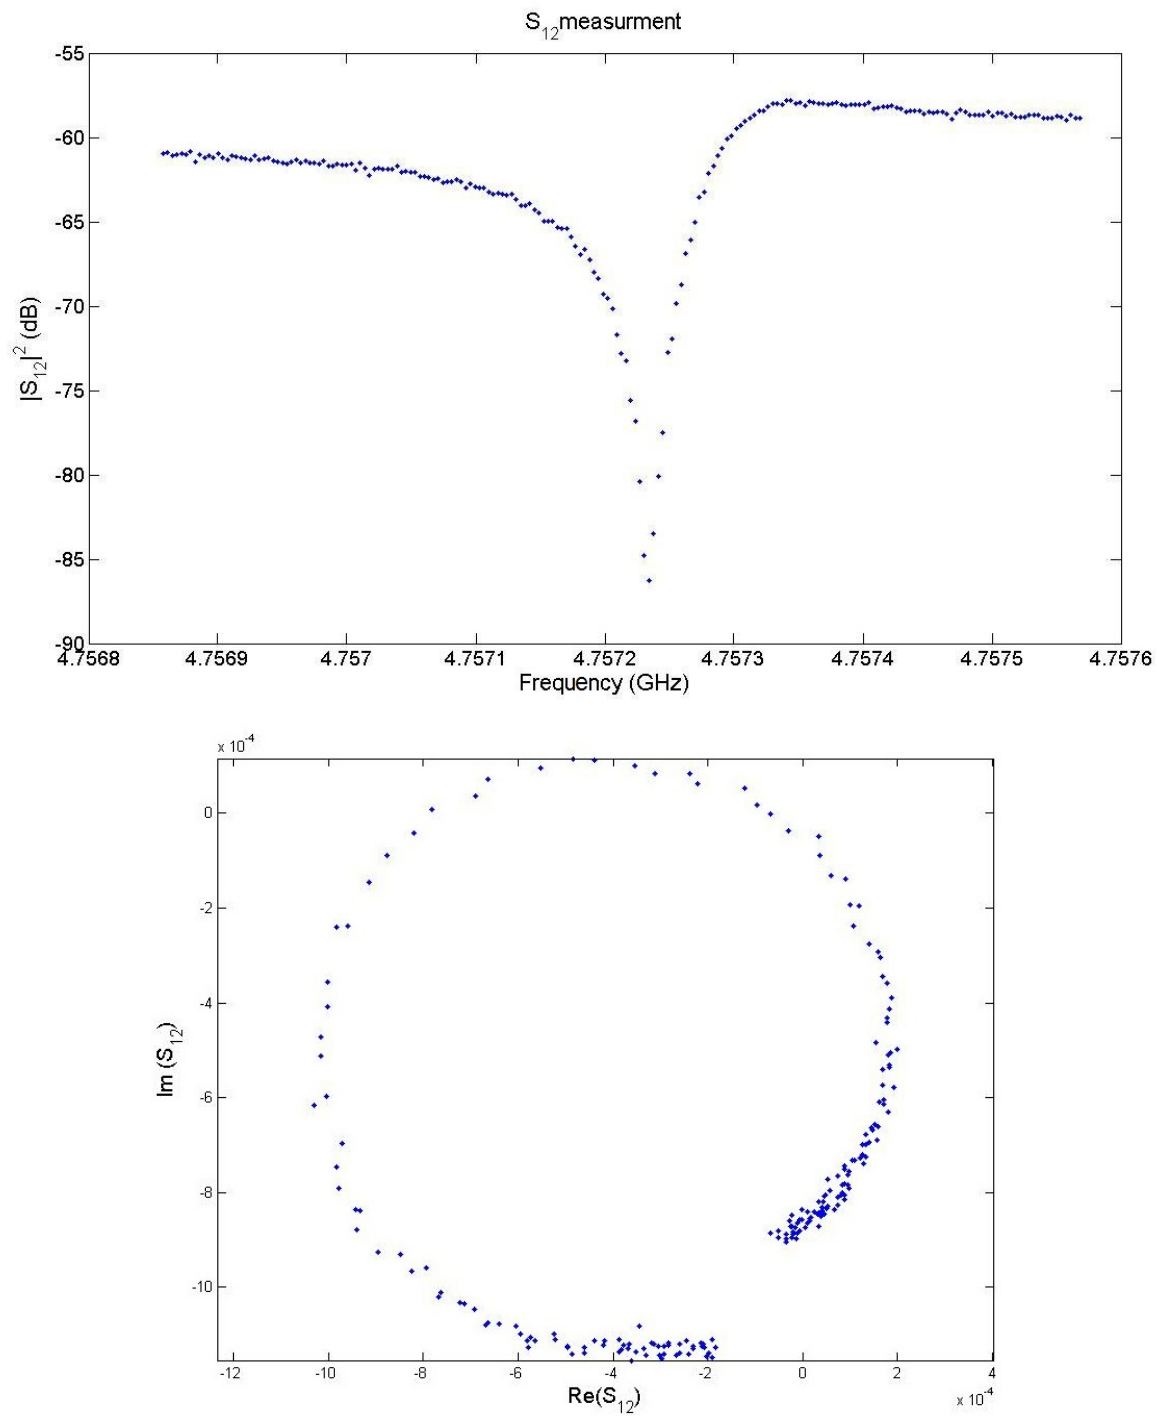 S12measurment
-55
-60
-65
-70
-75
-80
-85
-90
|S12|2 (dB)
4.7568 4.7569 4.757 4.7571 4.7572 4.7573 4.7574 4.7575 4.7576
Frequency (GHz)
x 10-4
0
-2
-4
-6
-8
-10
Im (S12)
-12 -10 -8 -6 -4 -2 0 2 4
Re(S12)
x 10-4